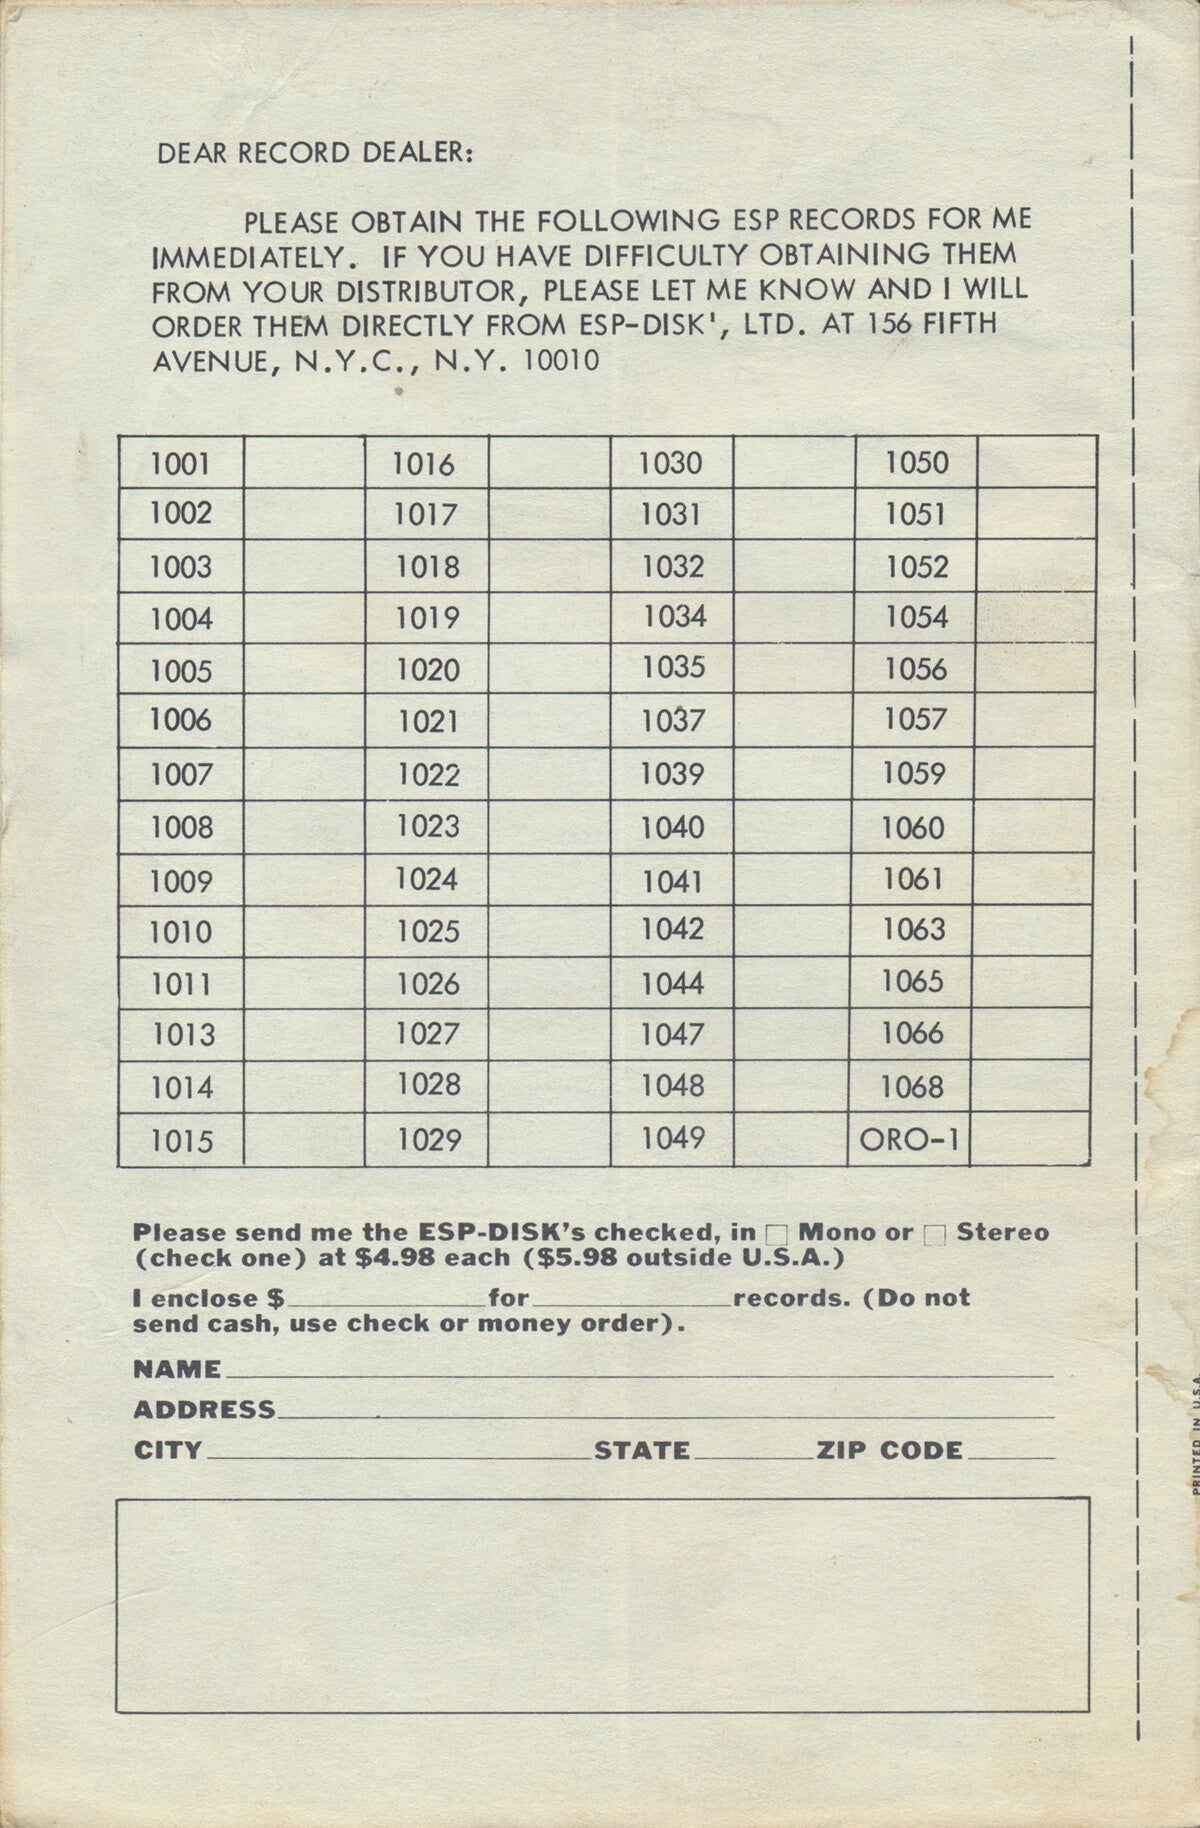 DEAR RECORD DEALER:
PLEASE OBTAIN THE FOLLOWING ESP RECORDS FOR ME
IMMEDIATELY. IF YOU HAVE DIFFICULTY OBTAINING THEM
FROM YOUR DISTRIBUTOR, PLEASE LET ME KNOW AND I WILL
ORDER THEM DIRECTLY FROM ESP-DISK', LTD. AT 156 FIFTH
AVENUE, N.Y.C., N.Y. 10010
1001 1016 1030 1050
1002 1017 1031 1051
1003 1018 1032 1052
1004 1019 1034 1054
1005 1020 1035 1056
1006 1021 1037 1057
1007 1022 1039 1059
1008 1023 1040 1060
1009 1024 1041 1061
1010 1025 1042 1063
1011 1026 1044 1065
1013 1027 1047 1066
1014 1028 1048 1068
1015 1029 1049 ORO-1
Please send me the ESP-DISK's checked, in □ Mono or □ Stereo
(check one) at $4.98 each ($5.98 outside U.S.A.)
I enclose $____________for____________records. (Do not
send cash, use check or money order).
NAME
ADDRESS
CITY STATE ZIP CODE
PRINTED IN U.S.A.